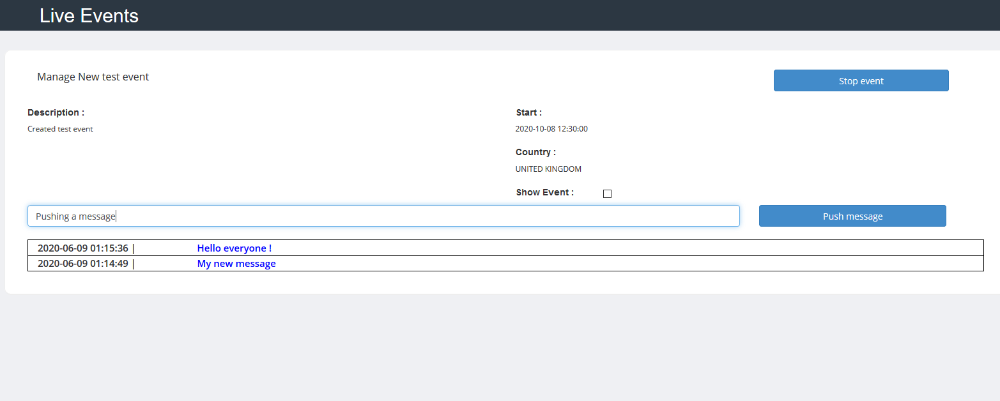 Live Events
Manage New test event
Stop event
Description :
Created test event
Start :
2020-10-08 12:30:00
Country :
UNITED KINGDOM
Show Event :
Pushing a message
Push message
2020-06-09 01:15:36 | Hello everyone !
2020-06-09 01:14:49 | My new message